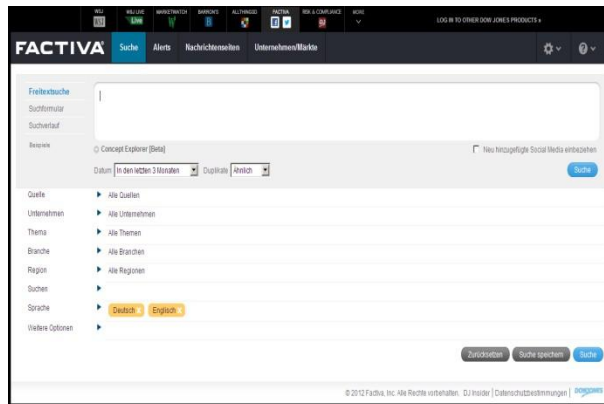 WSJ WSJ LIVE MARKETWATCH BARRON'S ALLTHINGSD FACTIVA RISK & COMPLIANCE MORE
WSJ Live W B LOG IN TO OTHER DOW JONES PRODUCTS »
FACTIVA Suche Alerts Nachrichtenseiten Unternehmen/Märkte
Freitextsuche
Suchformular
Suchverlauf
Beispiele
Concept Explorer [Beta] Neu hinzugefügte Social Media einbeziehen
Datum In den letzten 3 Monaten Duplikate Ähnlich Suche
Quelle Alle Quellen
Unternehmen Alle Unternehmen
Thema Alle Themen
Branche Alle Branchen
Region Alle Regionen
Suchen
Sprache Deutsch Englisch
Weitere Optionen
Zurücksetzen Suche speichern Suche
© 2012 Factiva, Inc. Alle Rechte vorbehalten. DJ Insider | Datenschutzbestimmungen | DOW JONES